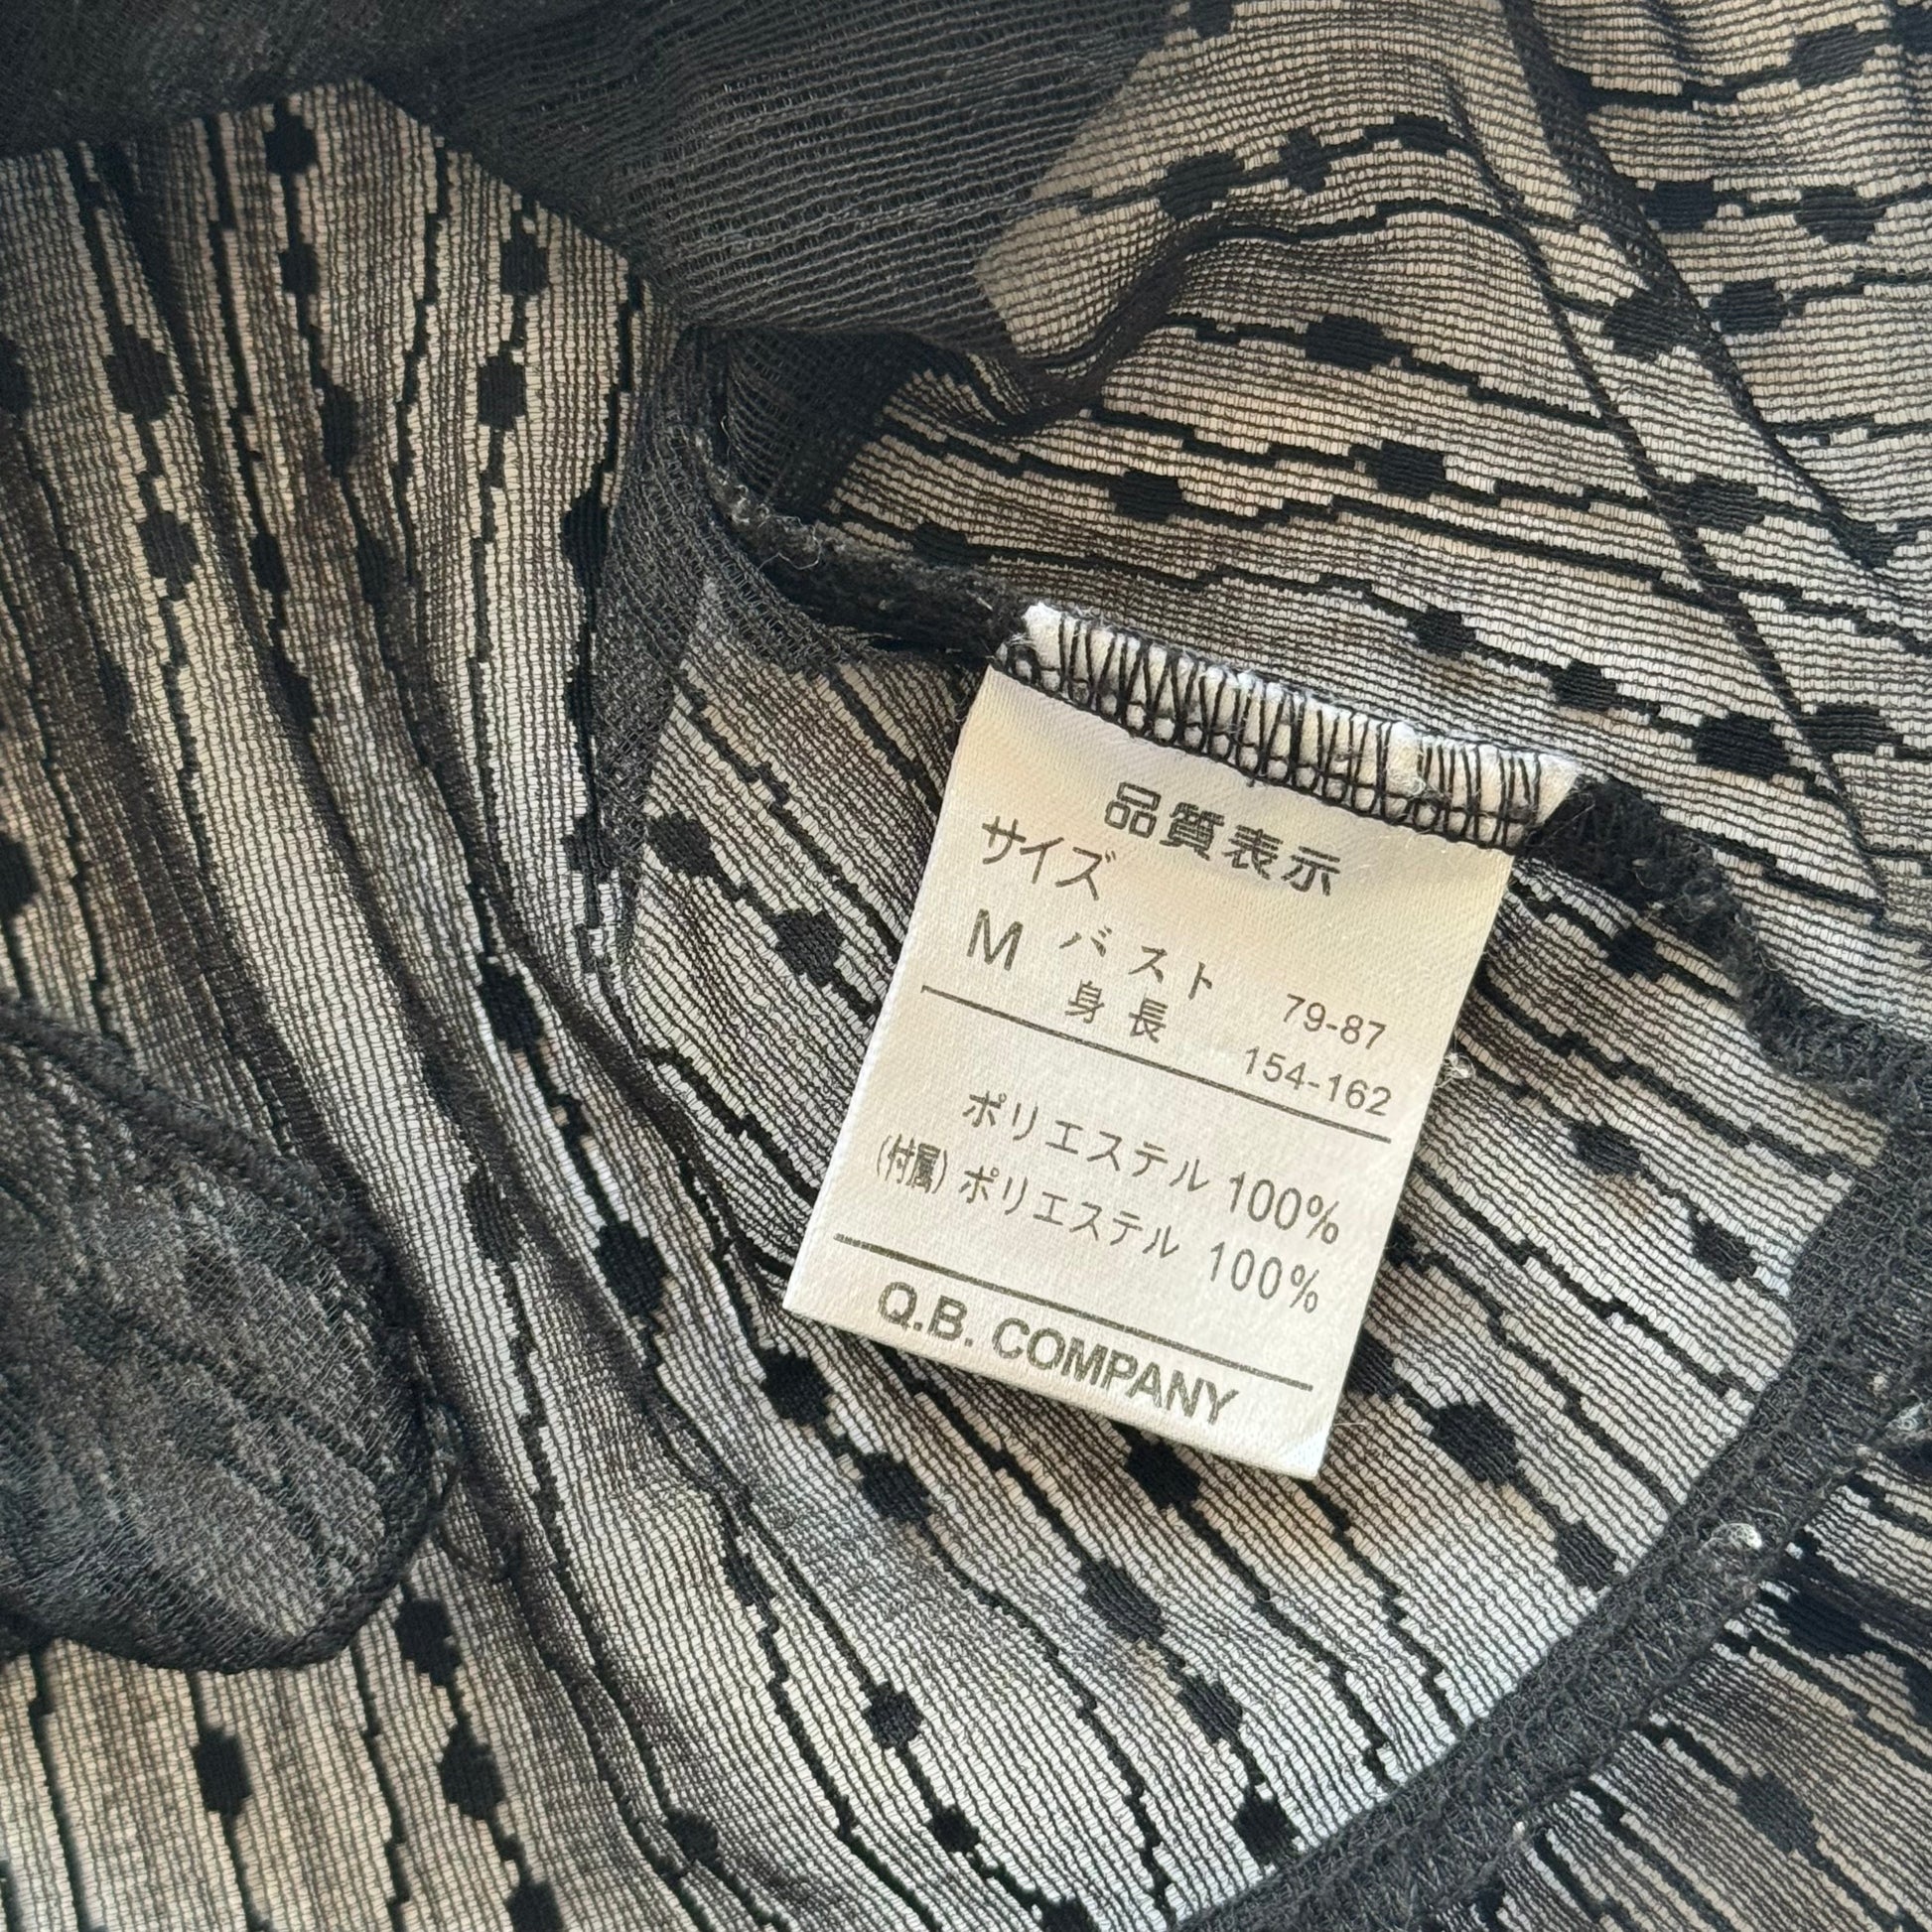 品質表示
サイズ
M バスト 79-87
身長 154-162
ポリエステル 100%
(付属) ポリエステル 100%
Q.B. COMPANY